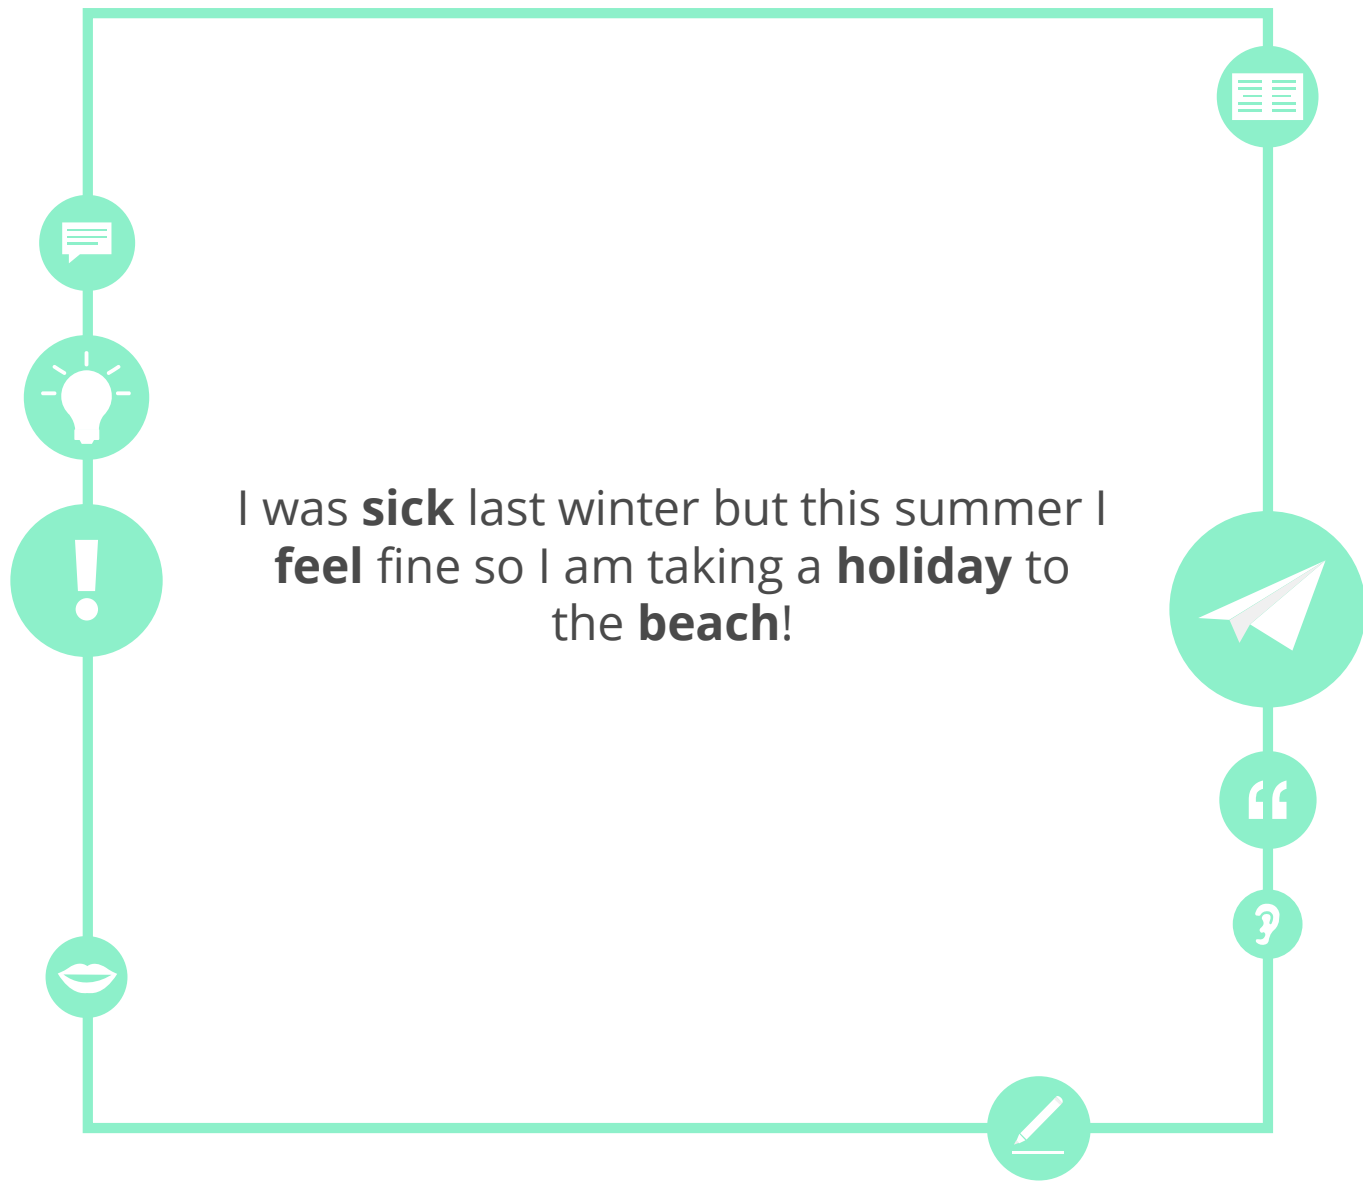 I was sick last winter but this summer I
feel fine so I am taking a holiday to
the beach!